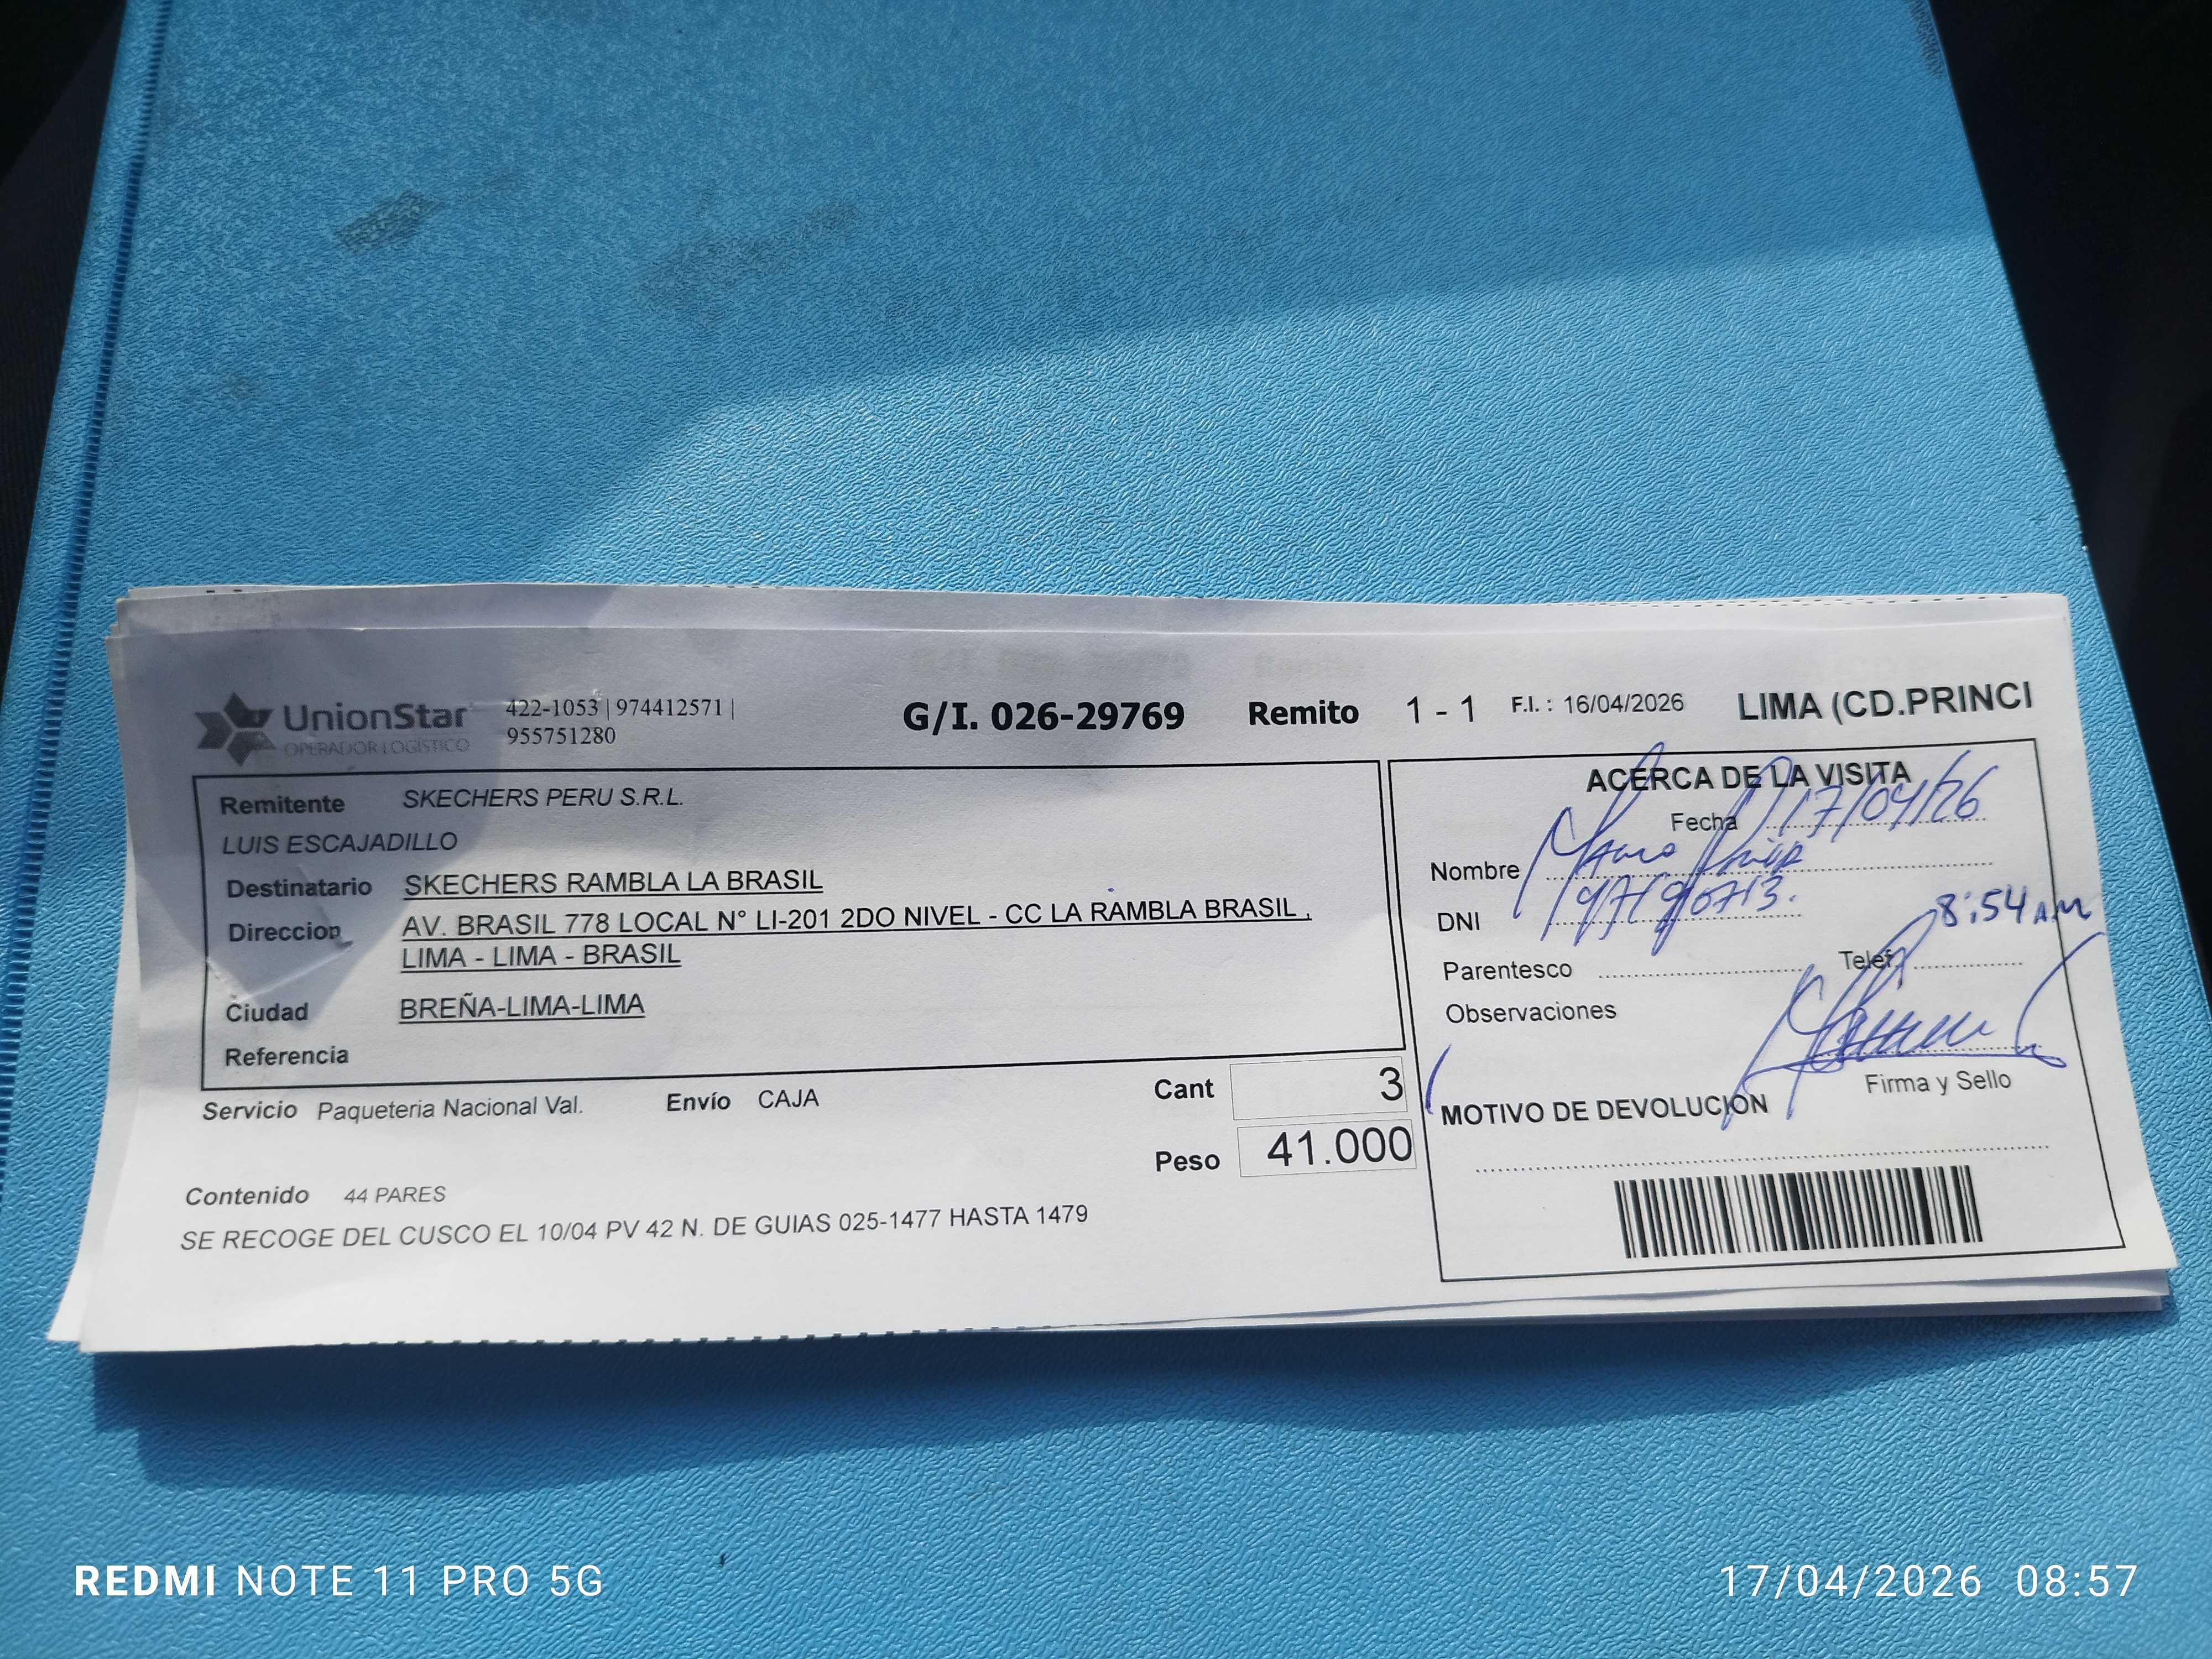 UnionStar
OPERADOR LOGÍSTICO
422-1053 | 974412571 |
955751280
G/I. 026-29769 Remito 1 - 1 F.I. : 16/04/2026 LIMA (CD.PRINCI
Remitente SKECHERS PERU S.R.L.
LUIS ESCAJADILLO
Destinatario SKECHERS RAMBLA LA BRASIL
Direccion AV. BRASIL 778 LOCAL N° LI-201 2DO NIVEL - CC LA RAMBLA BRASIL ,
LIMA - LIMA - BRASIL
Ciudad BREÑA-LIMA-LIMA
Referencia
Servicio Paqueteria Nacional Val. Envío CAJA
Cant 3
Peso 41.000
Contenido 44 PARES
SE RECOGE DEL CUSCO EL 10/04 PV 42 N. DE GUIAS 025-1477 HASTA 1479
ACERCA DE LA VISITA
Fecha 17/04/26
Nombre
DNI
8:54 AM
Parentesco Telef
Observaciones
Firma y Sello
MOTIVO DE DEVOLUCIÓN
REDMI NOTE 11 PRO 5G
17/04/2026 08:57